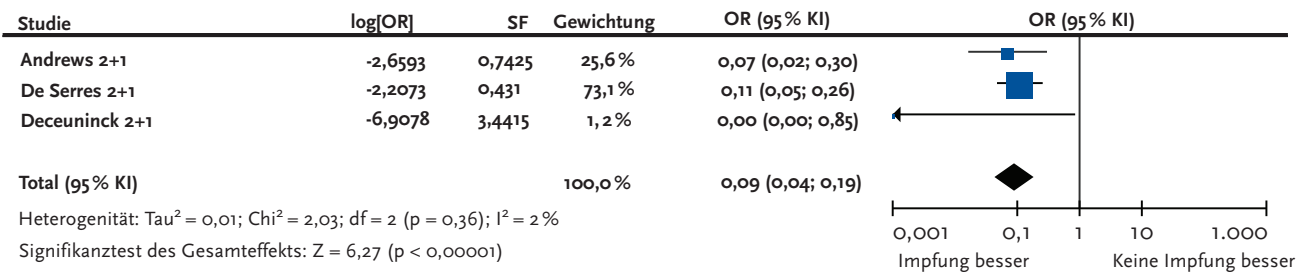 Studie log[OR] SF Gewichtung OR (95 % KI) OR (95 % KI)
Andrews 2+1 -2,6593 0,7425 25,6 % 0,07 (0,02; 0,30)
De Serres 2+1 -2,2073 0,431 73,1 % 0,11 (0,05; 0,26)
Deceuninck 2+1 -6,9078 3,4415 1,2 % 0,00 (0,00; 0,85)
Total (95 % KI) 100,0 % 0,09 (0,04; 0,19)
Heterogenität: Tau² = 0,01; Chi² = 2,03; df = 2 (p = 0,36); I² = 2 %
Signifikanztest des Gesamteffekts: Z = 6,27 (p < 0,00001)
0,001 0,1 1 10 1.000
Impfung besser Keine Impfung besser